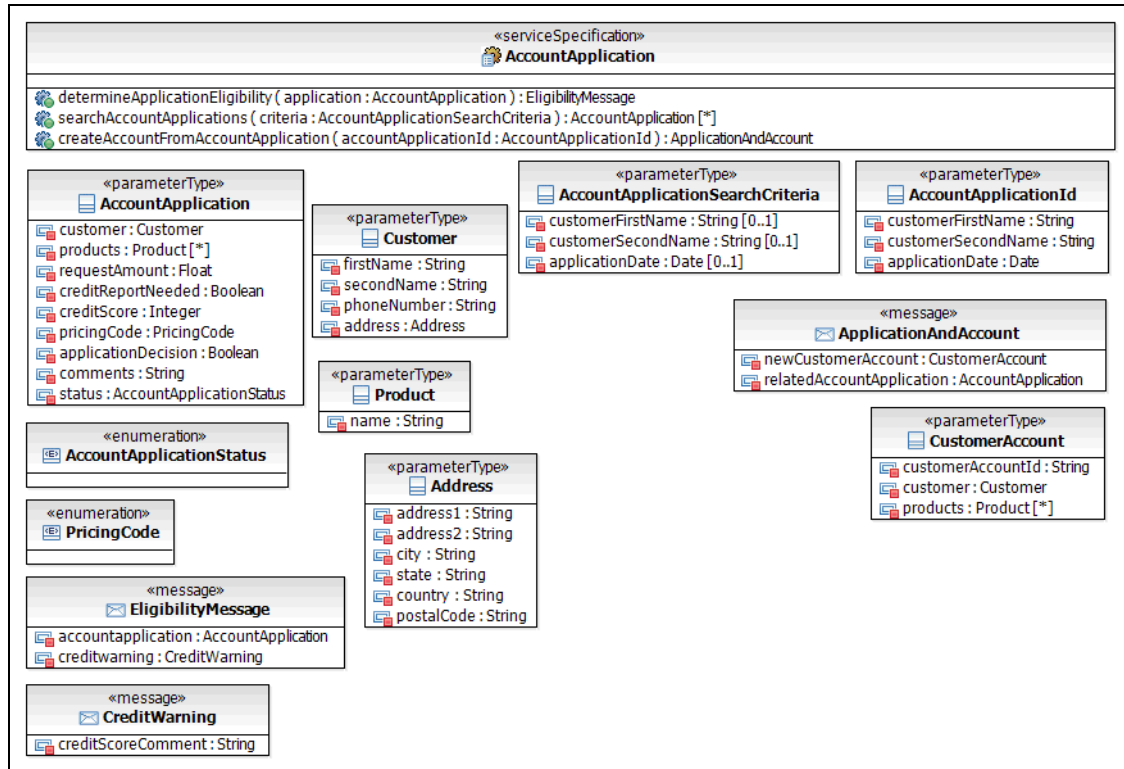 «serviceSpecification»
AccountApplication
determineApplicationEligibility ( application : AccountApplication ) : EligibilityMessage
searchAccountApplications ( criteria : AccountApplicationSearchCriteria ) : AccountApplication [*]
createAccountFromAccountApplication ( accountApplicationId : AccountApplicationId ) : ApplicationAndAccount
«parameterType»
AccountApplication
customer : Customer
products : Product [*]
requestAmount : Float
creditReportNeeded : Boolean
creditScore : Integer
pricingCode : PricingCode
applicationDecision : Boolean
comments : String
status : AccountApplicationStatus
«parameterType»
Customer
firstName : String
secondName : String
phoneNumber : String
address : Address
«parameterType»
AccountApplicationSearchCriteria
customerFirstName : String [0..1]
customerSecondName : String [0..1]
applicationDate : Date [0..1]
«parameterType»
AccountApplicationId
customerFirstName : String
customerSecondName : String
applicationDate : Date
«message»
ApplicationAndAccount
newCustomerAccount : CustomerAccount
relatedAccountApplication : AccountApplication
«parameterType»
Product
name : String
«parameterType»
CustomerAccount
customerAccountId : String
customer : Customer
products : Product [*]
«enumeration»
E
AccountApplicationStatus
«parameterType»
Address
address1 : String
address2 : String
city : String
state : String
country : String
postalCode : String
«enumeration»
E
PricingCode
«message»
EligibilityMessage
accountapplication : AccountApplication
creditwarning : CreditWarning
«message»
CreditWarning
creditScoreComment : String